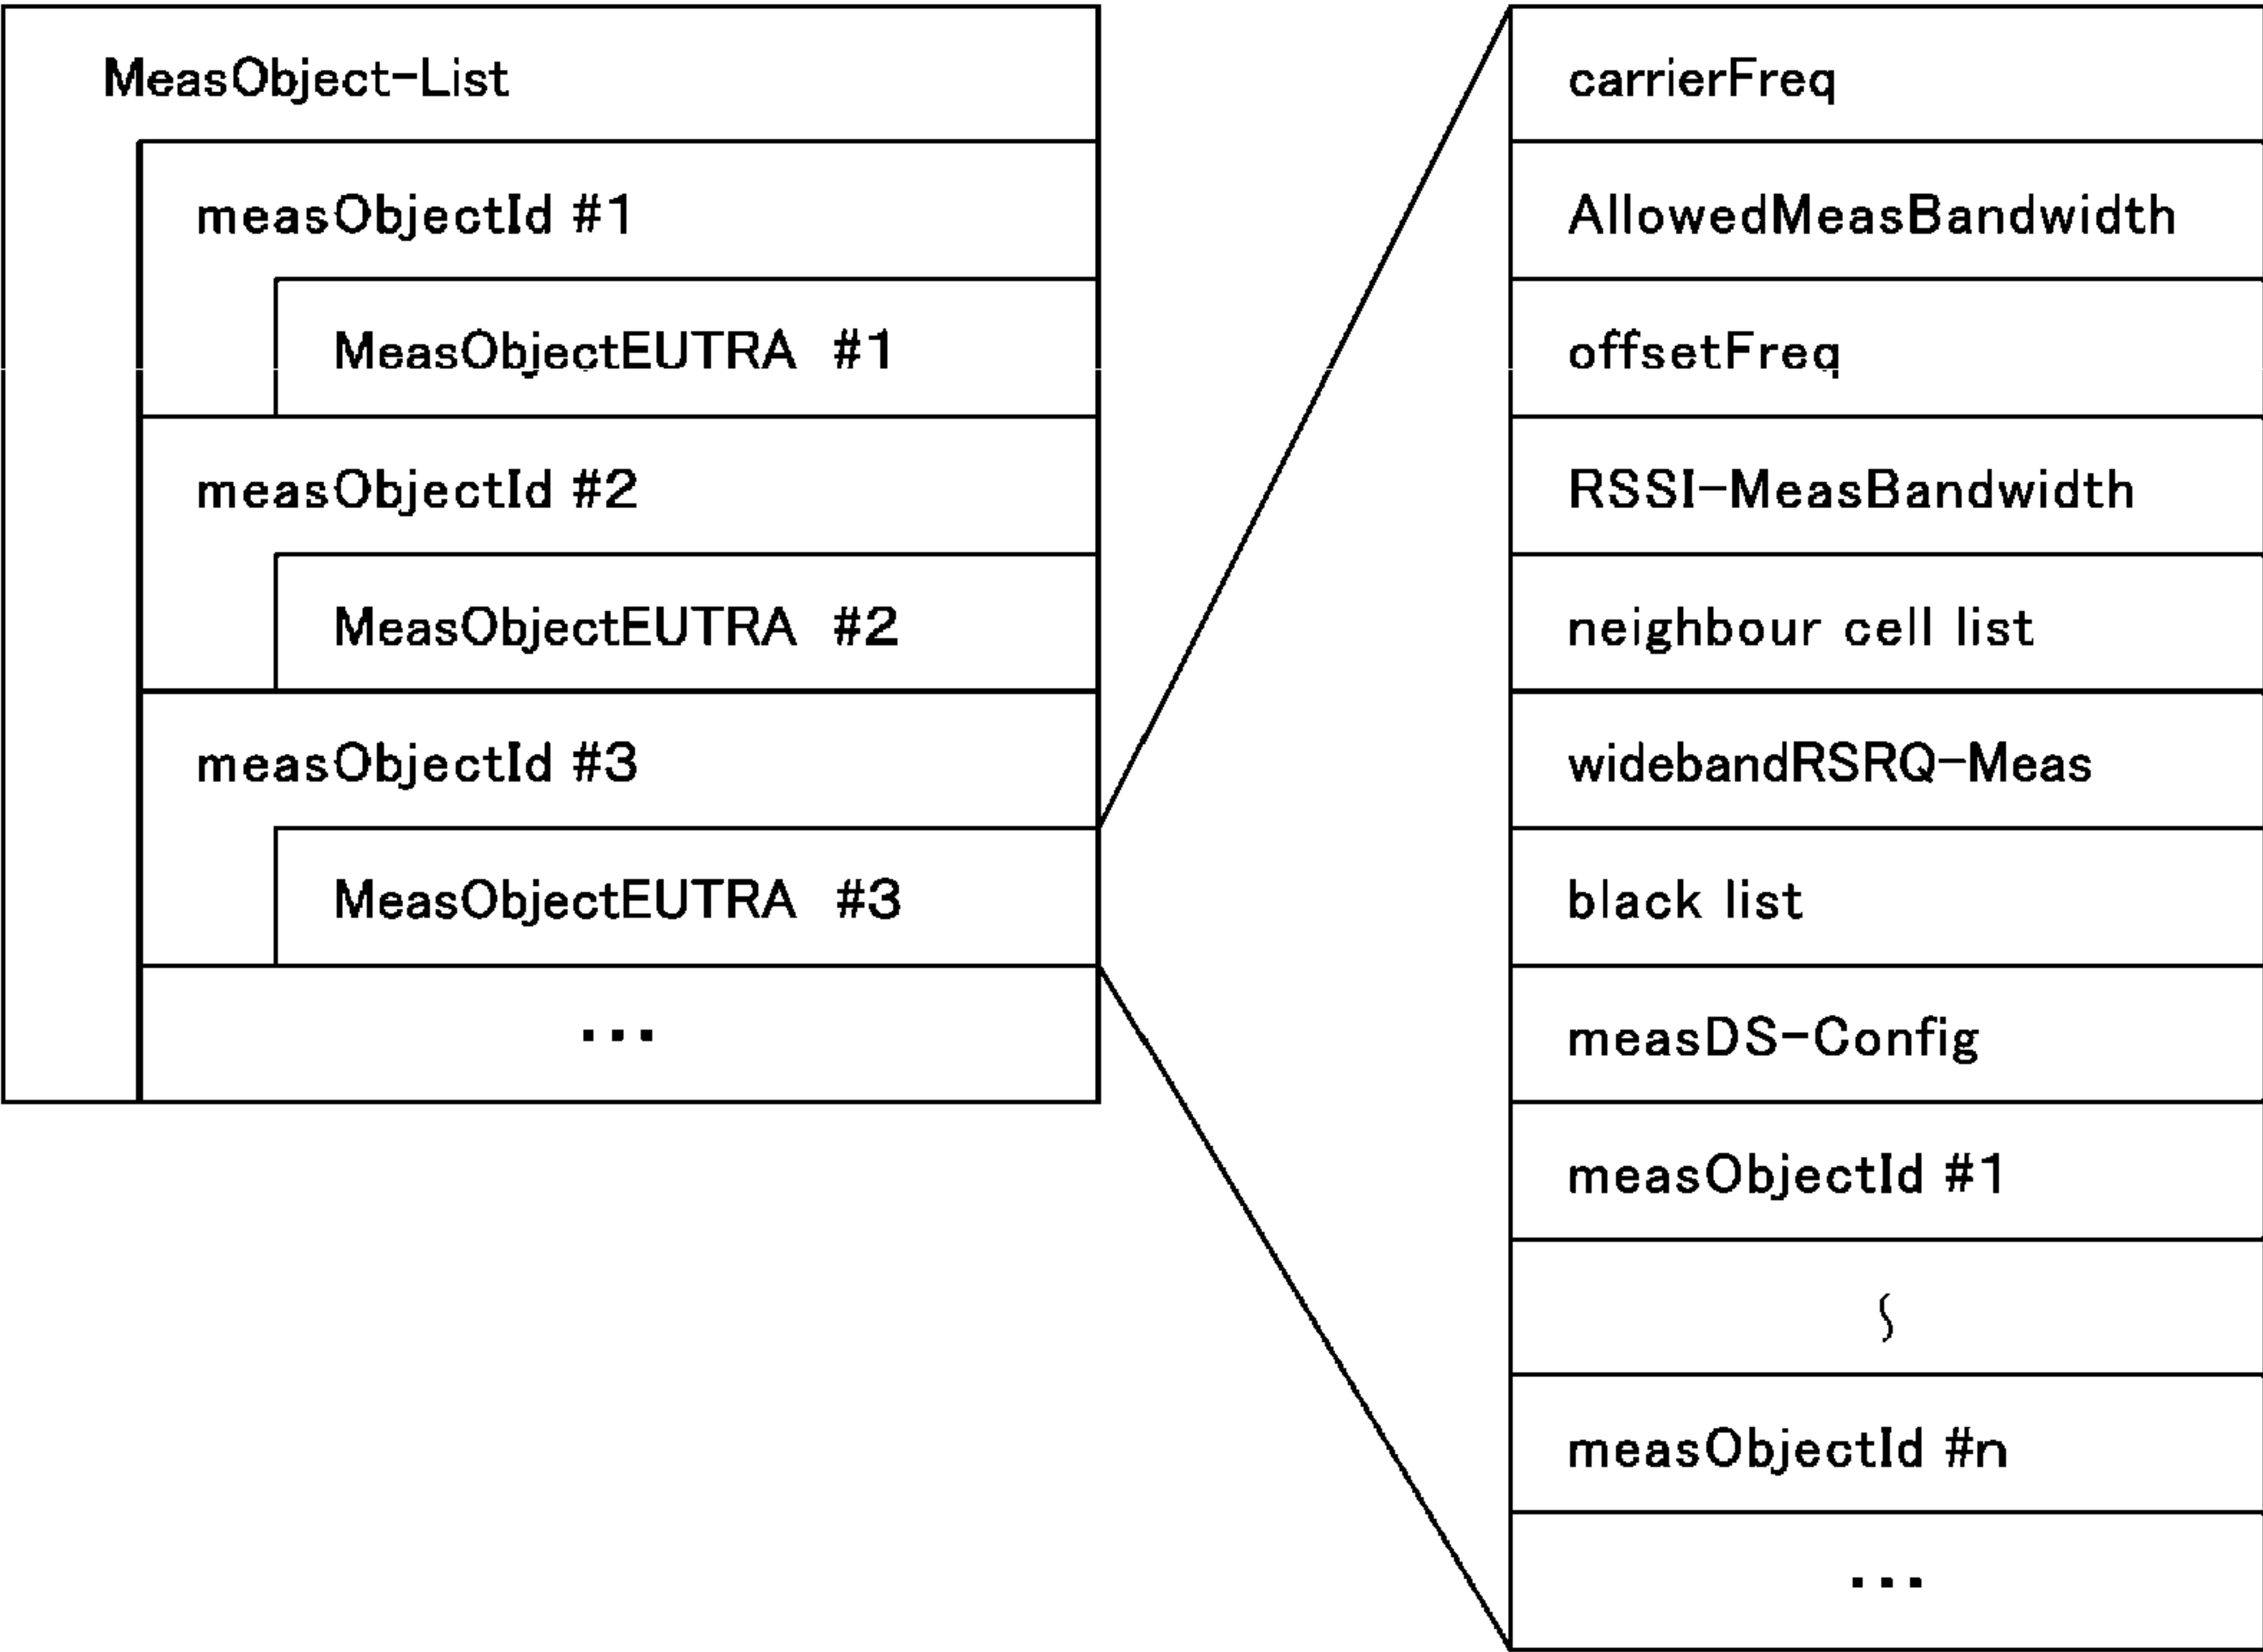 MeasObject-List
measObjectId #1
MeasObjectEUTRA #1
measObjectId #2
MeasObjectEUTRA #2
measObjectId #3
MeasObjectEUTRA #3
...
carrierFreq
AllowedMeasBandwidth
offsetFreq
RSSI-MeasBandwidth
neighbour cell list
widebandRSRQ-Meas
black list
measDS-Config
measObjectId #1
⸾
measObjectId #n
...